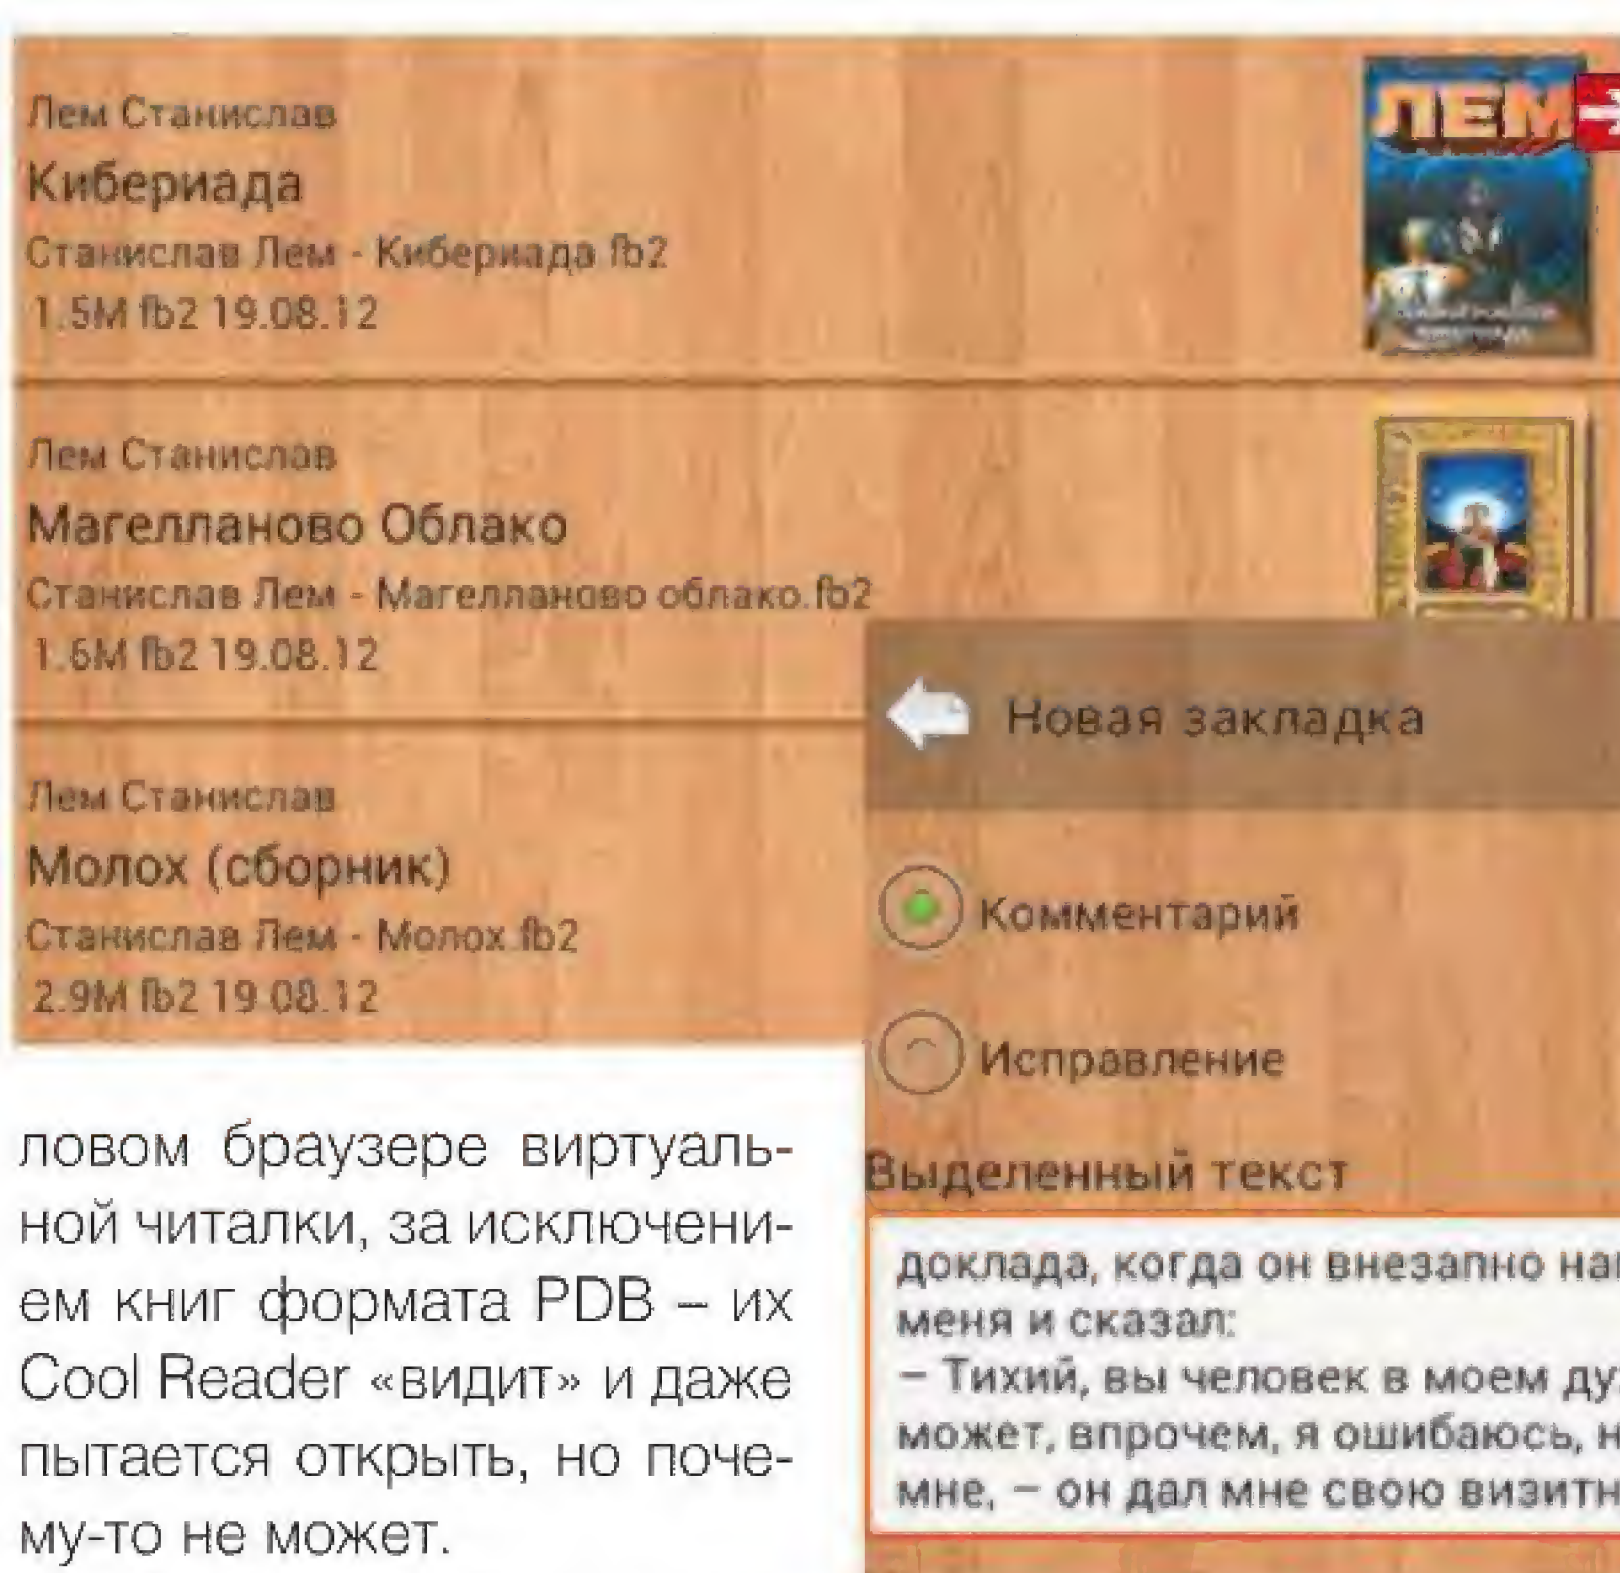 Лем Станислав
Кибериада
Станислав Лем - Кибериада.fb2
1.5M fb2 19.08.12
ЛЕМ
Лем Станислав
Магелланово Облако
Станислав Лем - Магелланово облако.fb2
1.6M fb2 19.08.12
Лем Станислав
Молох (сборник)
Станислав Лем - Молох.fb2
2.9M fb2 19.08.12
Новая закладка
Комментарий
Исправление
Выделенный текст
доклада, когда он внезапно
меня и сказал:
– Тихий, вы человек в моем
может, впрочем, я ошибаюсь,
мне, – он дал мне свою
ловом браузере виртуаль-
ной читалки, за исключени-
ем книг формата PDB – их
Cool Reader «видит» и даже
пытается открыть, но поче-
му-то не может.